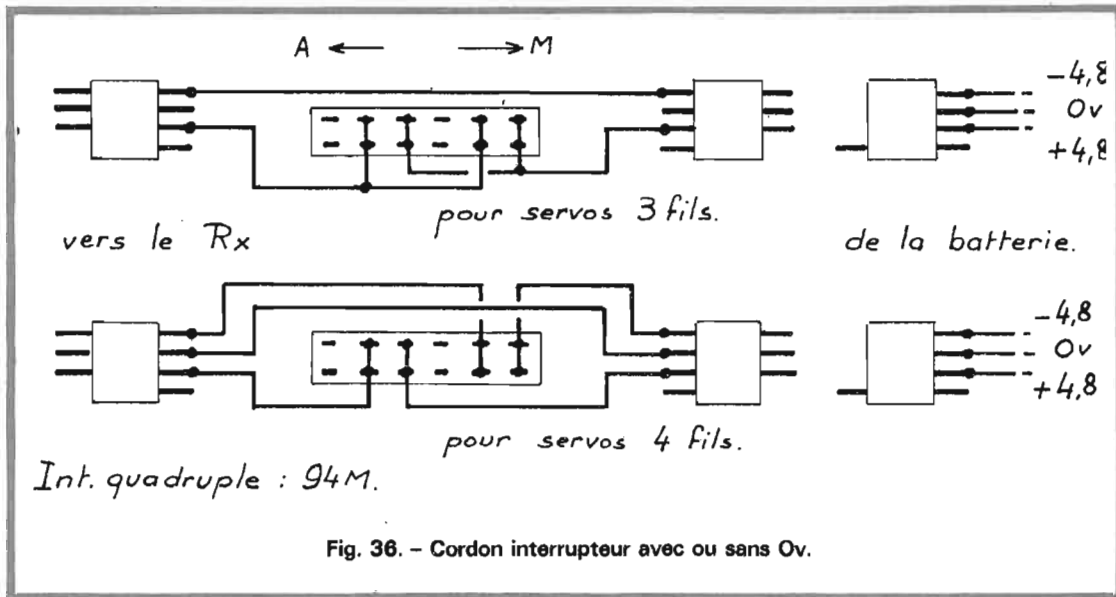 A ← → M
-4,8
0v
+4,8
pour servos 3 fils.
vers le Rx
de la batterie.
-4,8
0v
+4,8
pour servos 4 fils.
Int. quadruple : 94M.
Fig. 36. – Cordon interrupteur avec ou sans Ov.